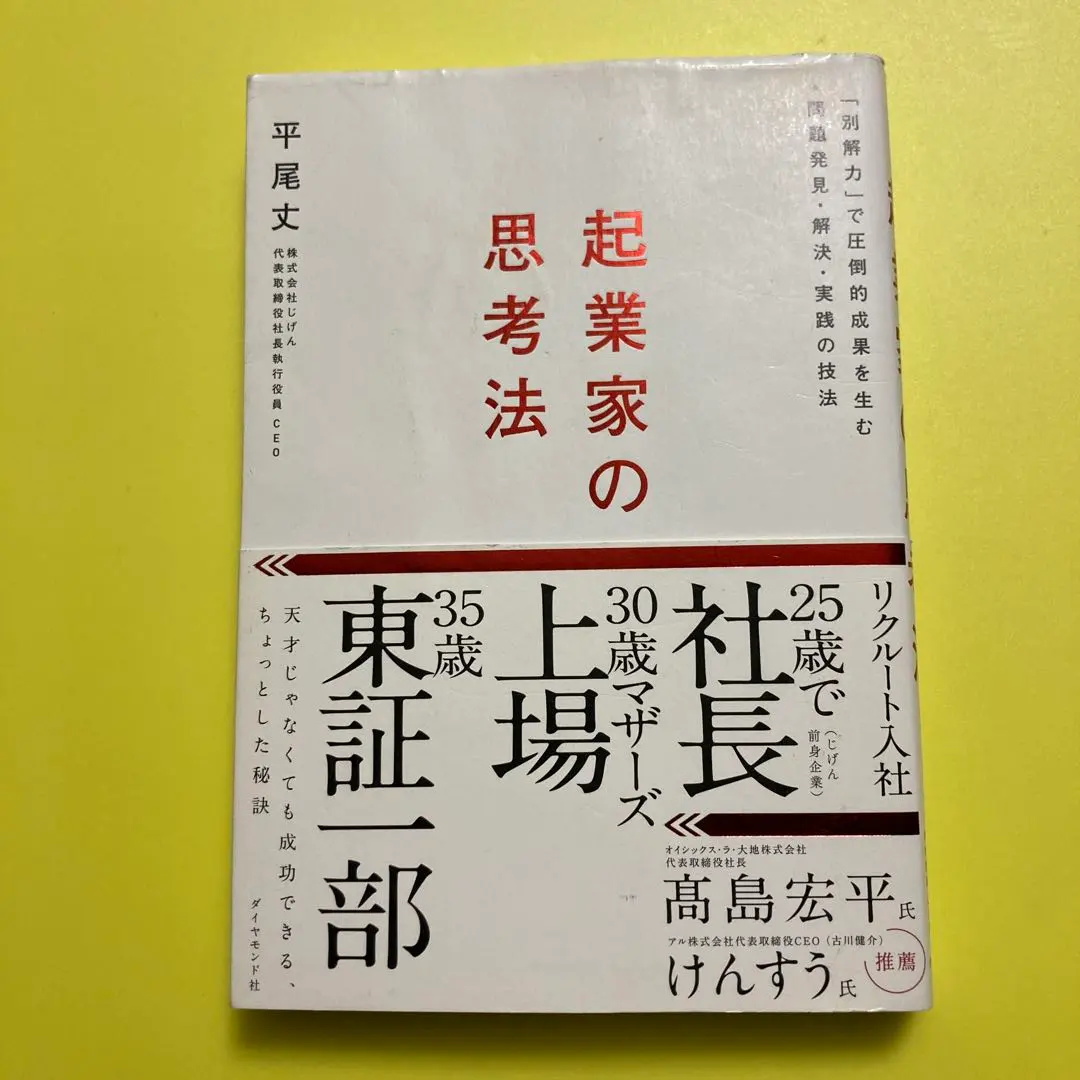 「別解力」で圧倒的成果を生む
問題発見・解決・実践の技法
起業家の
思考法
平尾丈
株式会社じげん
代表取締役社長執行役員 CEO
リクルート入社
25歳で
(じげん
前身企業)
社長
30歳マザーズ
上場
35歳
東証一部
天才じゃなくても成功できる、
ちょっとした秘訣
ダイヤモンド社
オイシックス・ラ・大地株式会社
代表取締役社長
髙島宏平氏
アル株式会社代表取締役CEO（古川健介）
けんすう氏
推薦